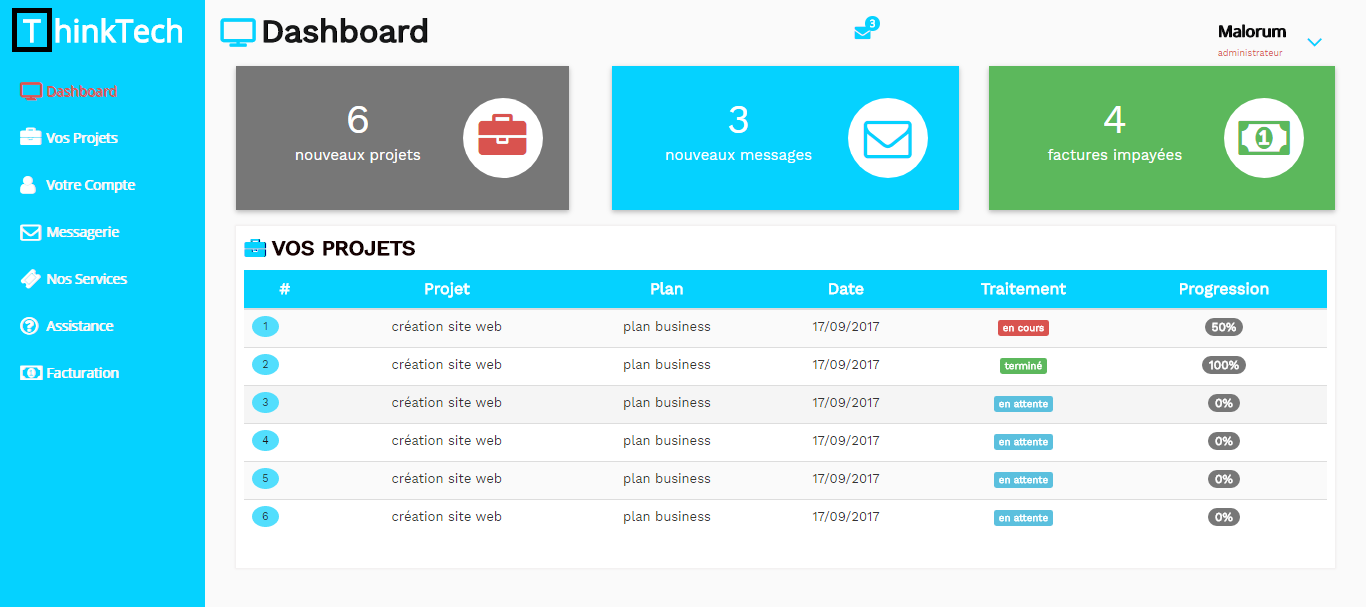 ThinkTech
Dashboard
Vos Projets
Votre Compte
Messagerie
Nos Services
Assistance
Facturation
Dashboard
3
Malorum
administrateur
6
nouveaux projets
3
nouveaux messages
4
factures impayées
1
VOS PROJETS
# Projet Plan Date Traitement Progression
1 création site web plan business 17/09/2017 en cours 50%
2 création site web plan business 17/09/2017 terminé 100%
3 création site web plan business 17/09/2017 en attente 0%
4 création site web plan business 17/09/2017 en attente 0%
5 création site web plan business 17/09/2017 en attente 0%
6 création site web plan business 17/09/2017 en attente 0%